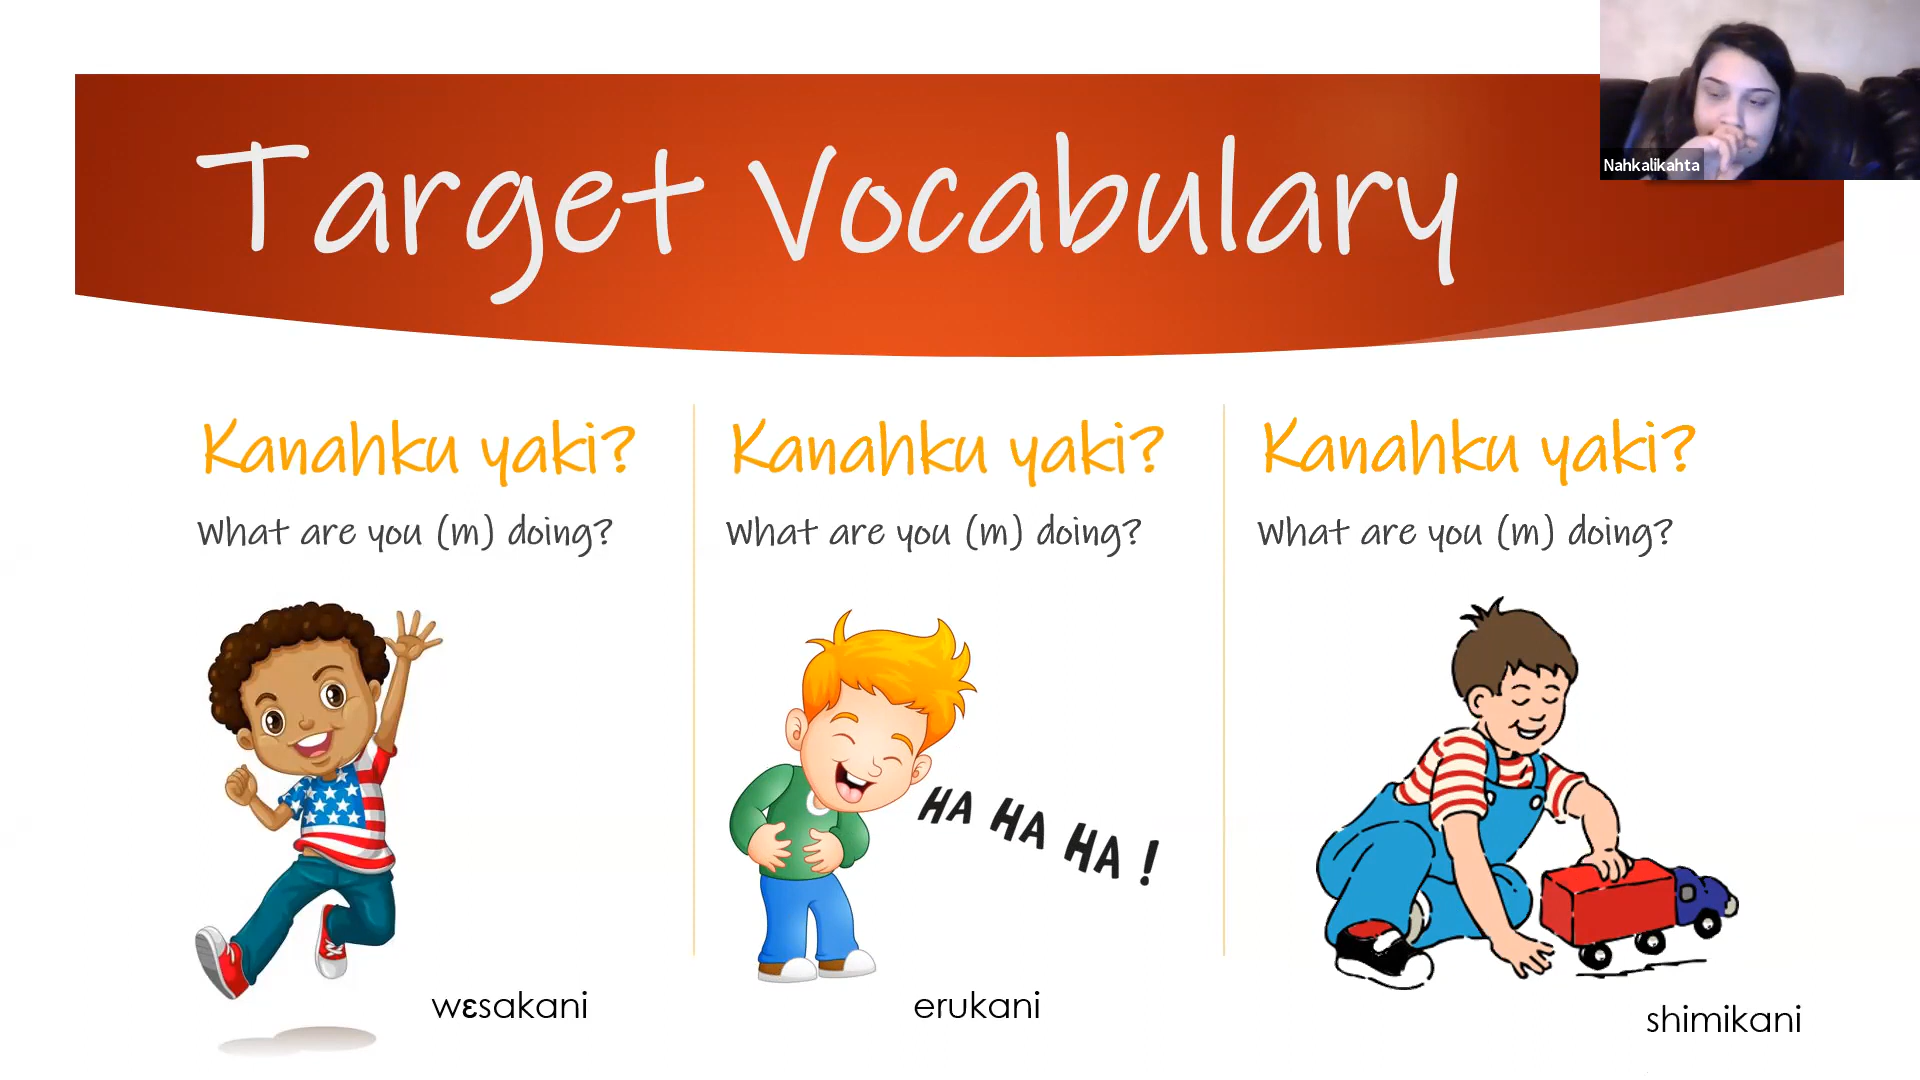 Target Vocabulary
Nahkalikahta
Kanahku yaki?
What are you (m) doing?
wɛsakani
Kanahku yaki?
What are you (m) doing?
HA HA HA !
erukani
Kanahku yaki?
What are you (m) doing?
shimikani